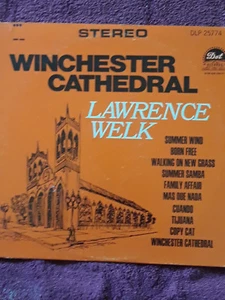 STEREO
DLP 25774
Dot
WINCHESTER
CATHEDRAL
LAWRENCE
WELK
SUMMER WIND
BORN FREE
WALKING ON NEW GRASS
SUMMER SAMBA
FAMILY AFFAIR
MAS QUE NADA
CUANDO
TIJUANA
COPY CAT
WINCHESTER CATHEDRAL